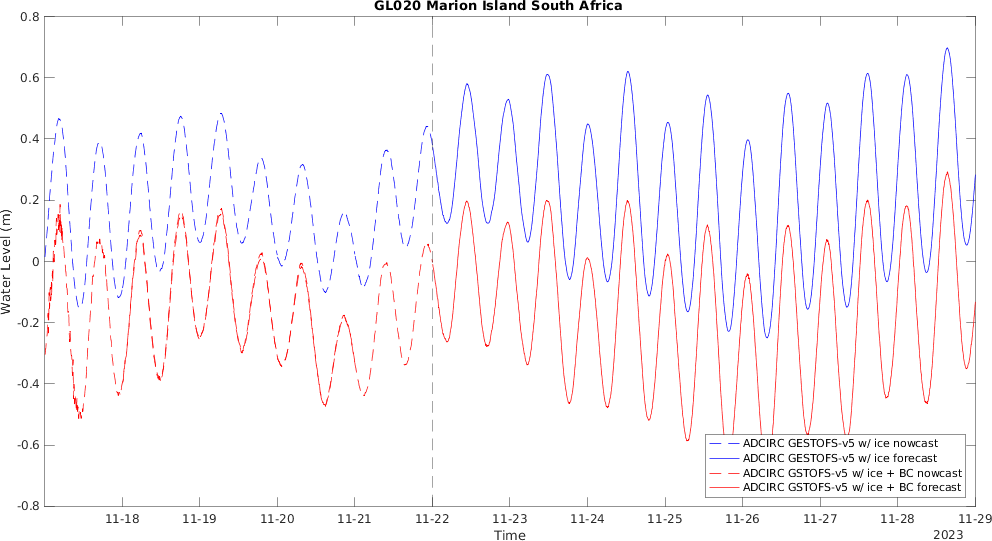 GL020 Marion Island South Africa
0.8
0.6
0.4
0.2
0
-0.2
-0.4
-0.6
-0.8
Water Level (m)
11-18 11-19 11-20 11-21 11-22 11-23 11-24 11-25 11-26 11-27 11-28 11-29
Time
2023
ADCIRC GESTOFS-v5 w/ ice nowcast
ADCIRC GESTOFS-v5 w/ ice forecast
ADCIRC GSTOFS-v5 w/ ice + BC nowcast
ADCIRC GSTOFS-v5 w/ ice + BC forecast